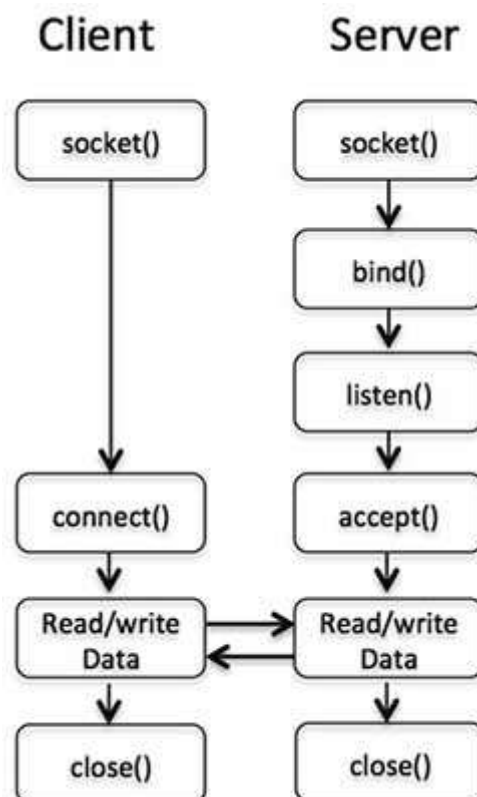 Client
Server
socket()
socket()
bind()
listen()
connect()
accept()
Read/write
Data
Read/write
Data
close()
close()